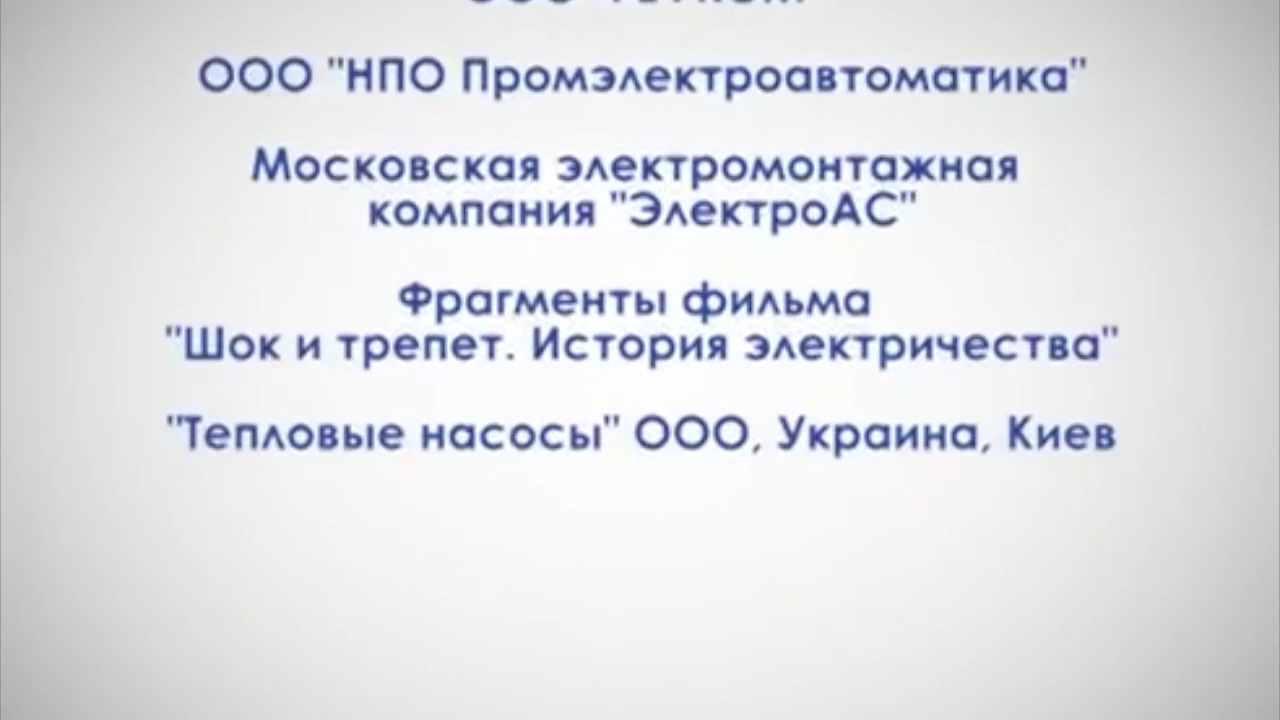 ООО "НПО Промэлектроавтоматика"
Московская электромонтажная
компания "ЭлектроАС"
Фрагменты фильма
"Шок и трепет. История электричества"
"Тепловые насосы" ООО, Украина, Киев